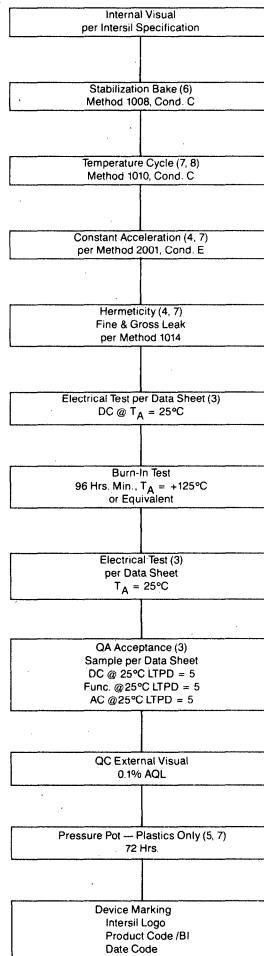 Internal Visual
per Intersil Specification
Stabilization Bake (6)
Method 1008, Cond. C
Temperature Cycle (7, 8)
Method 1010, Cond. C
Constant Acceleration (4, 7)
per Method 2001, Cond. E
Hermeticity (4, 7)
Fine & Gross Leak
per Method 1014
Electrical Test per Data Sheet (3)
DC @ TA = 25°C
Burn-In Test
96 Hrs. Min., TA = +125°C
or Equivalent
Electrical Test (3)
per Data Sheet
TA = 25°C
QA Acceptance (3)
Sample per Data Sheet
DC @ 25°C LTPD = 5
Func. @25°C LTPD = 5
AC @25°C LTPD = 5
QC External Visual
0.1% AQL
Pressure Pot — Plastics Only (5, 7)
72 Hrs.
Device Marking
Intersil Logo
Product Code /BI
Date Code